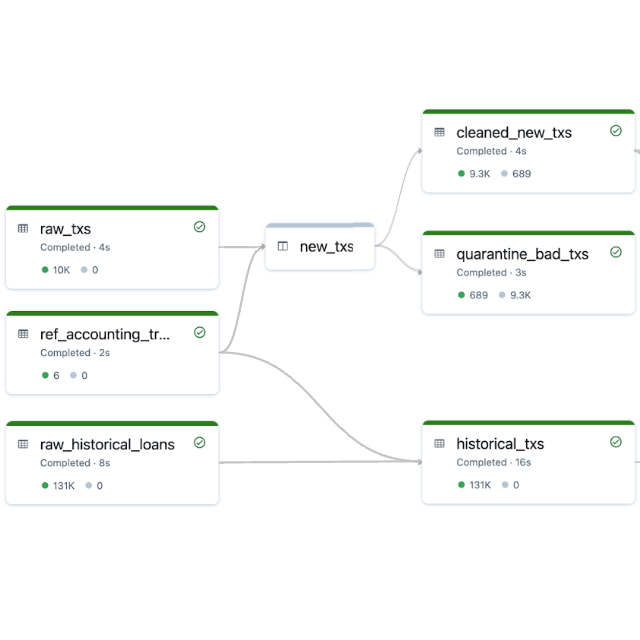 raw_txs
Completed · 4s
10K 0
ref_accounting_tr...
Completed · 2s
6 0
raw_historical_loans
Completed · 8s
131K 0
new_txs
cleaned_new_txs
Completed · 4s
9.3K 689
quarantine_bad_txs
Completed · 3s
689 9.3K
historical_txs
Completed · 16s
131K 0